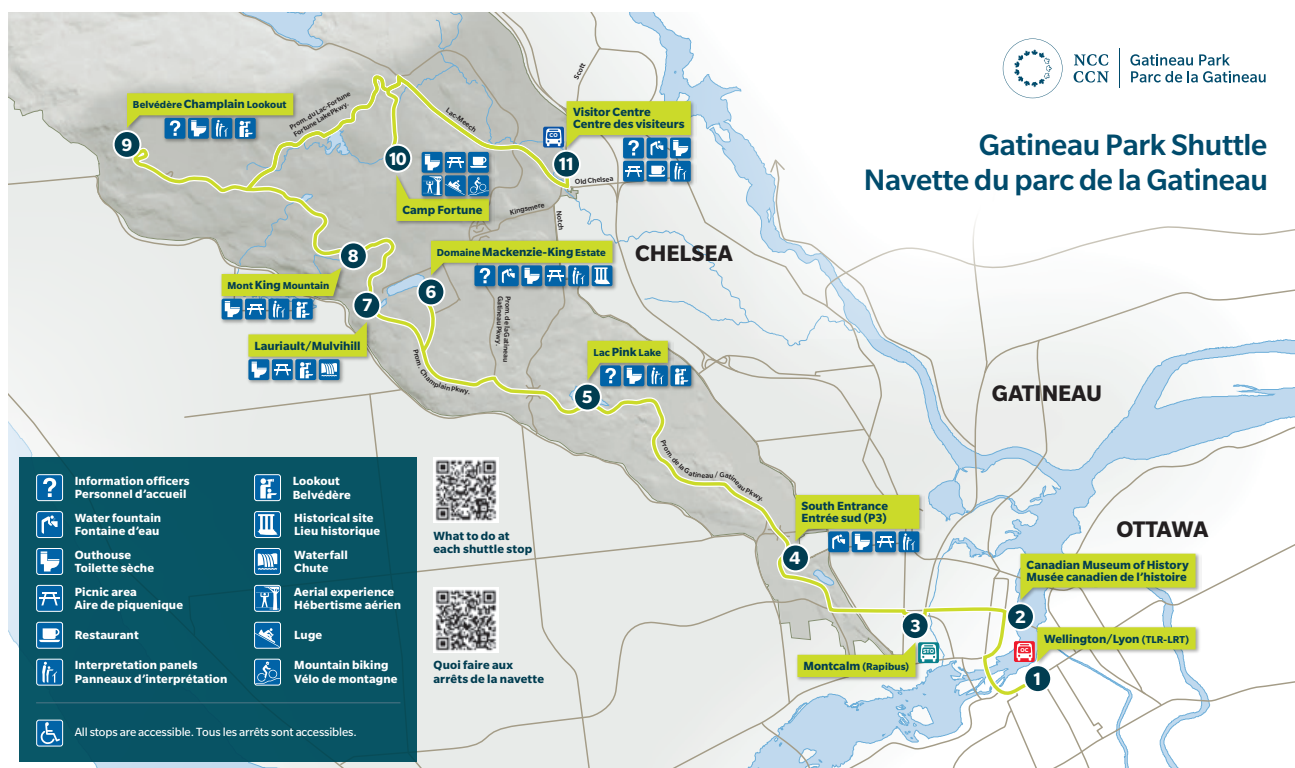 NCC
CCN
Gatineau Park
Parc de la Gatineau
Gatineau Park Shuttle
Navette du parc de la Gatineau
Belvédère Champlain Lookout
?
9
Prom. du Lac-Fortune
Fortune Lake Pkwy.
Lac-Meech
Scott
CO
Visitor Centre
Centre des visiteurs
?
11
Old Chelsea
10
Camp Fortune
Kingsmere
Notch
CHELSEA
Domaine Mackenzie-King Estate
?
6
8
Mont King Mountain
7
Lauriault/Mulvihill
Prom. de la Gatineau
Gatineau Pkwy.
Prom. Champlain Pkwy.
Lac Pink Lake
?
5
GATINEAU
Prom. de la Gatineau / Gatineau Pkwy.
South Entrance
Entrée sud (P3)
4
OTTAWA
Canadian Museum of History
Musée canadien de l'histoire
2
3
Montcalm (Rapibus)
STO
Wellington/Lyon (TLR-LRT)
OC
1
?
Information officers
Personnel d'accueil
Water fountain
Fontaine d'eau
Outhouse
Toilette sèche
Picnic area
Aire de piquenique
Restaurant
Interpretation panels
Panneaux d'interprétation
Lookout
Belvédère
Historical site
Lieu historique
Waterfall
Chute
Aerial experience
Hébertisme aérien
Luge
Mountain biking
Vélo de montagne
All stops are accessible. Tous les arrêts sont accessibles.
What to do at
each shuttle stop
Quoi faire aux
arrêts de la navette